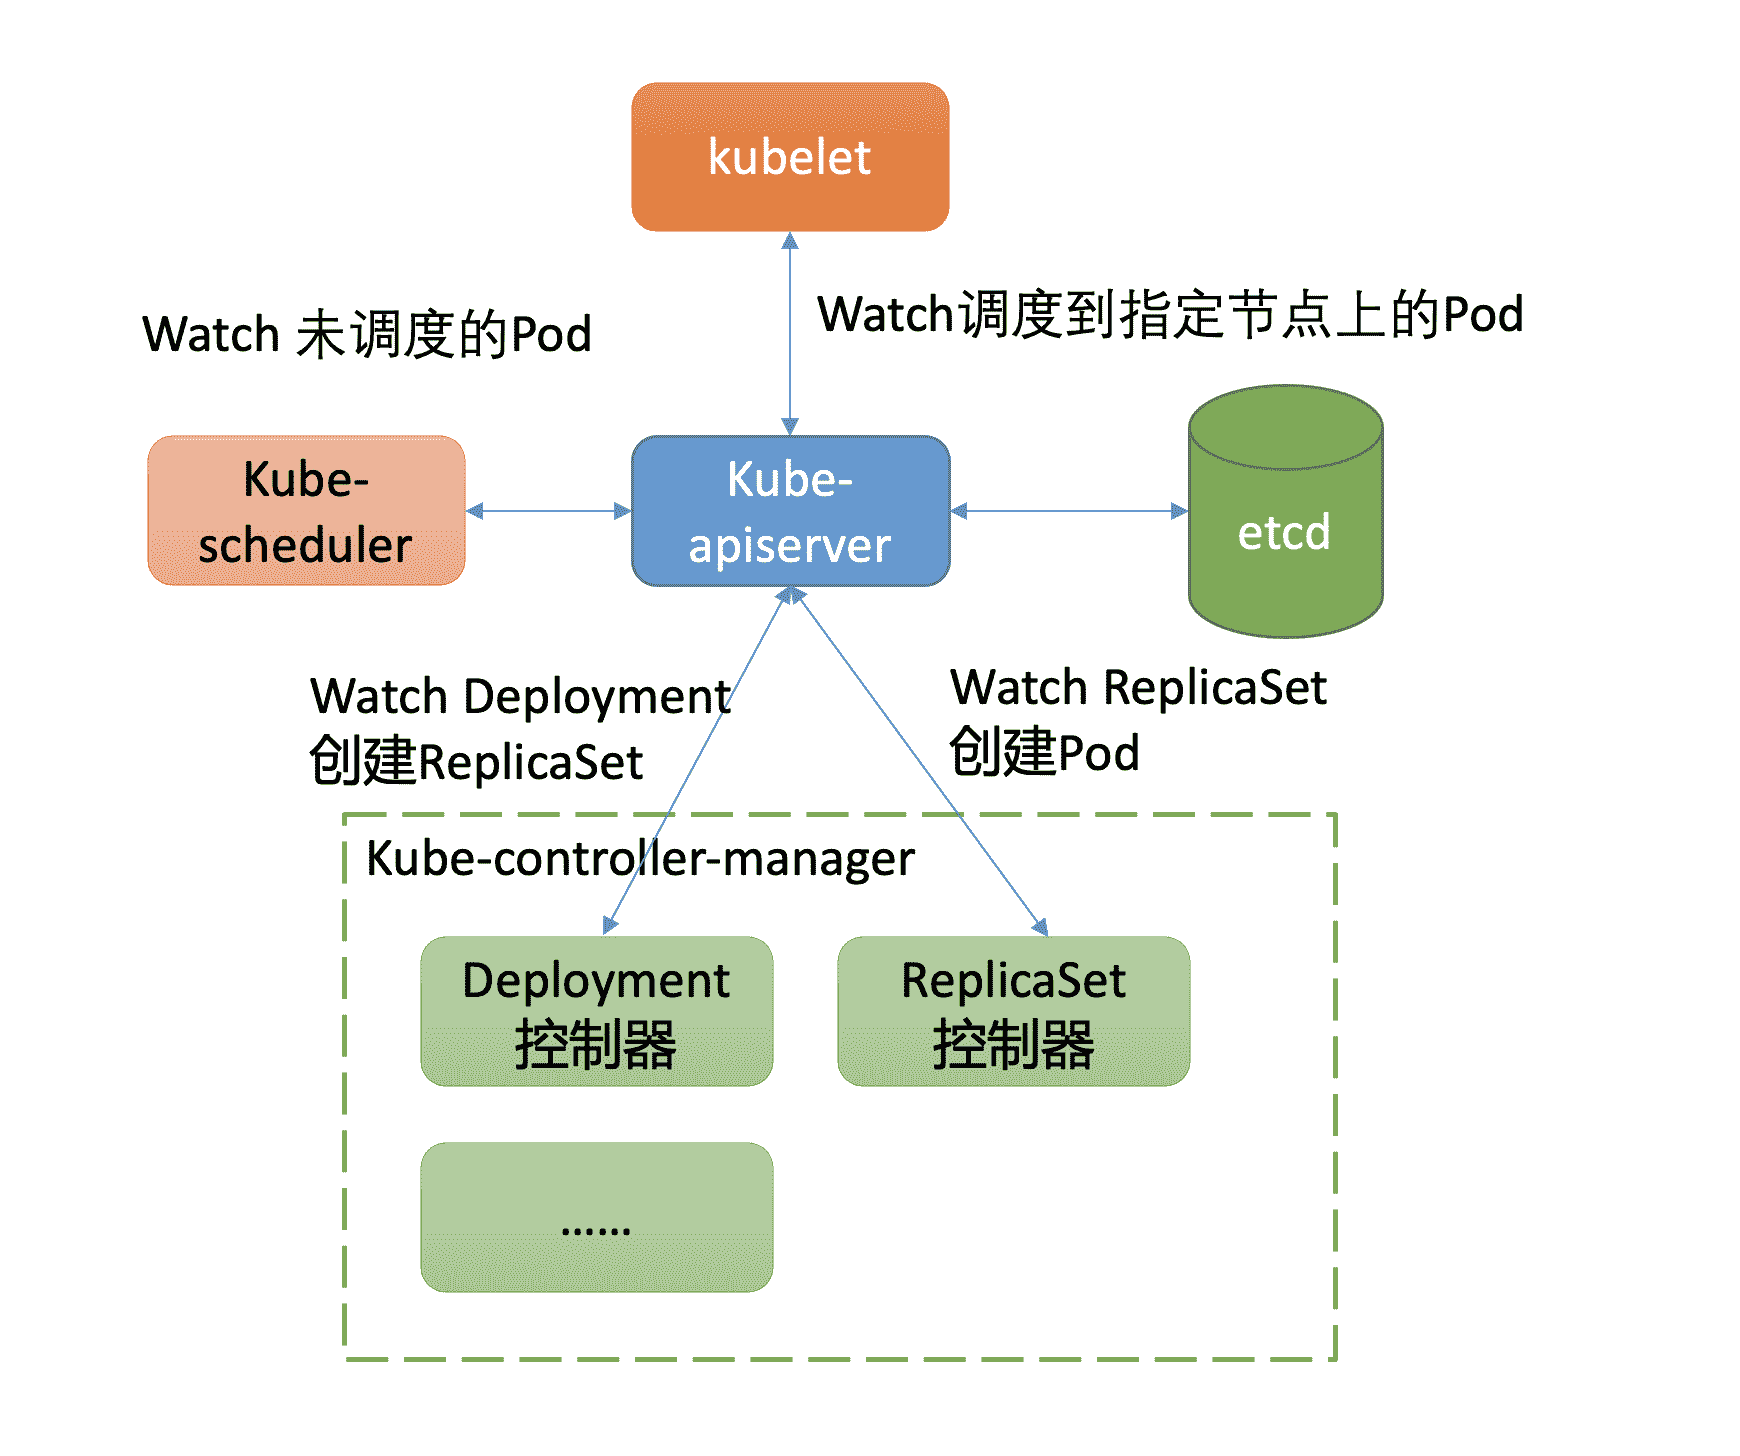 kubelet
Watch 未调度的Pod
Watch调度到指定节点上的Pod
Kube-
scheduler
Kube-
apiserver
etcd
Watch Deployment
创建ReplicaSet
Watch ReplicaSet
创建Pod
Kube-controller-manager
Deployment
控制器
ReplicaSet
控制器
......